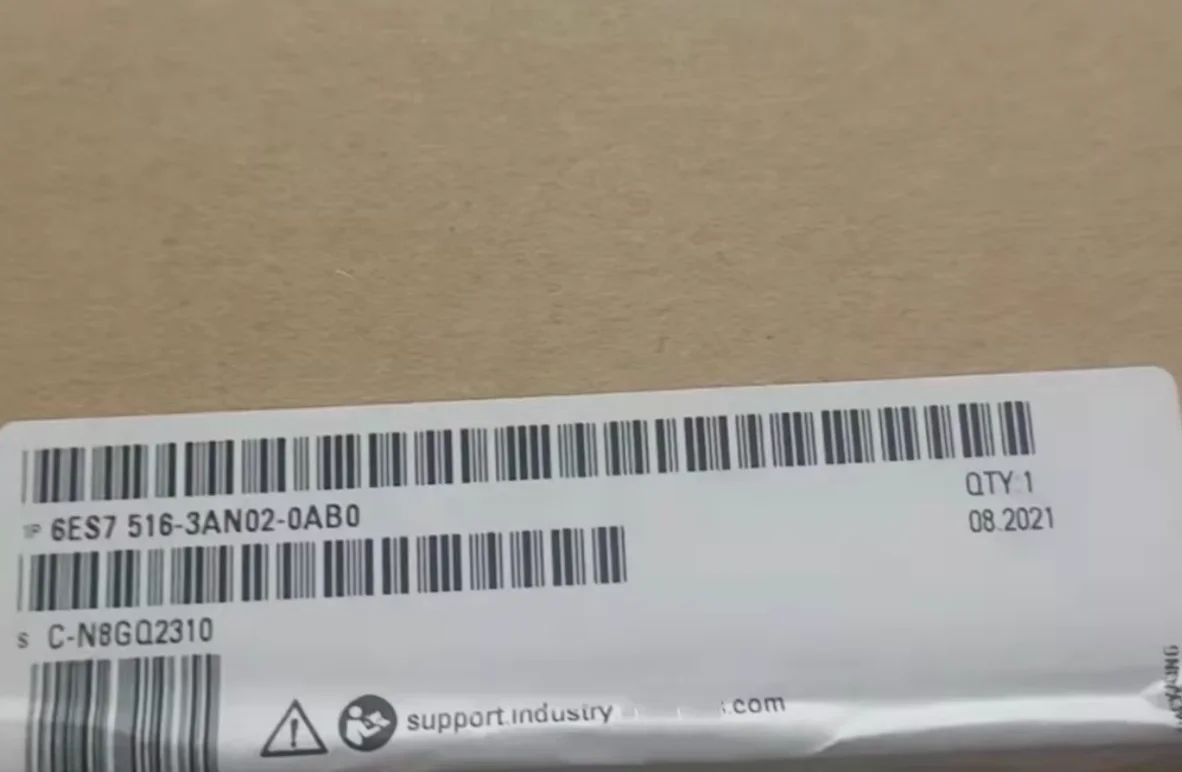 1P 6ES7 516-3AN02-0AB0
QTY:1
08.2021
S C-N8GQ2310
support.industry .com